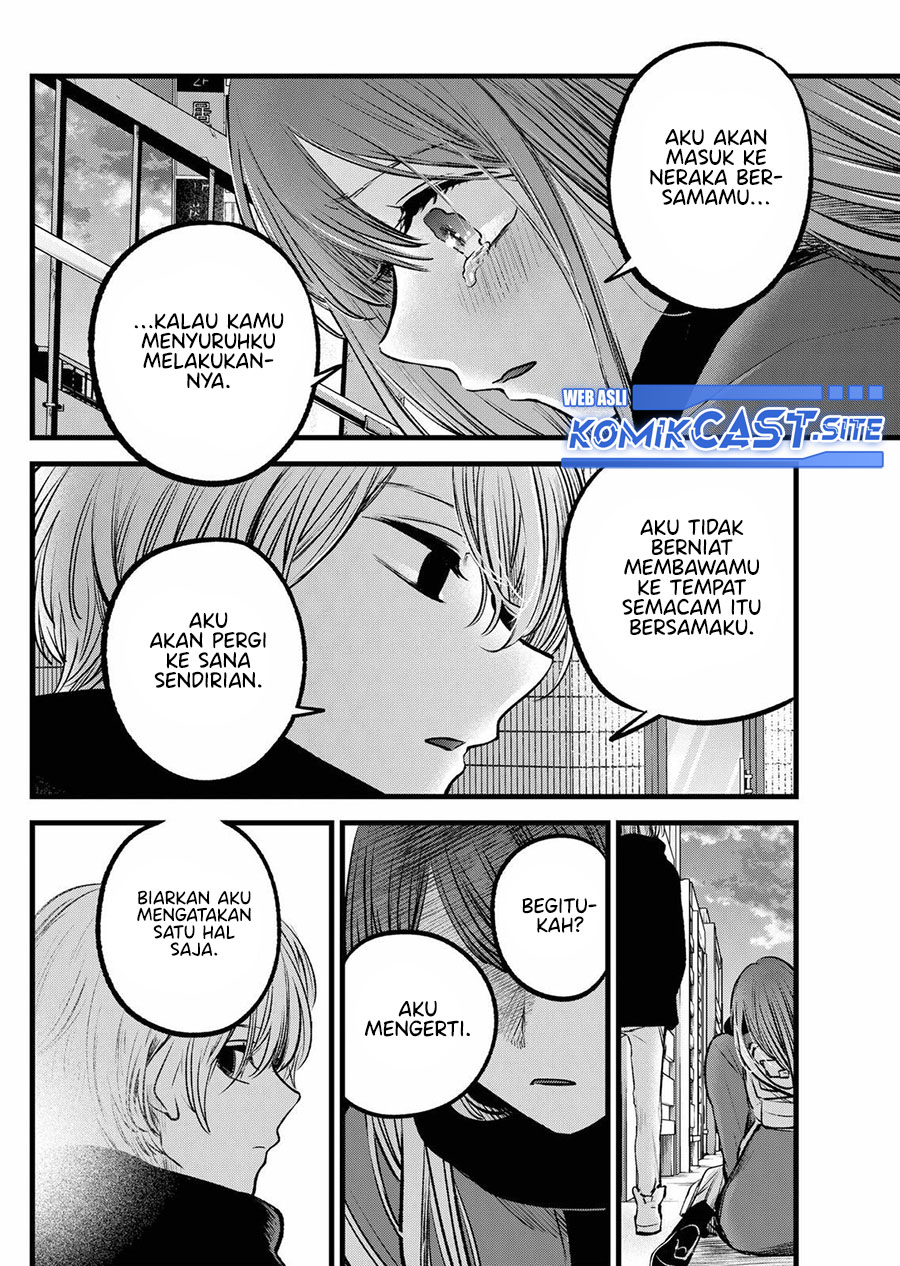 2F
居
AKU AKAN
MASUK KE
NERAKA BER-
SAMAMU...
...KALAU KAMU
MENYURUHKU
MELAKUKAN-
NYA.
WEB ASLI
KOMIKCAST.SITE
AKU TIDAK
BERNIAT
MEMBAWAMU
KE TEMPAT
SEMACAM ITU
BERSAMAKU.
AKU
AKAN PERGI
KE SANA
SENDIRIAN.
BEGITU-
KAH?
AKU
MENGERTI.
BIARKAN AKU
MENGATAKAN
SATU HAL
SAJA.